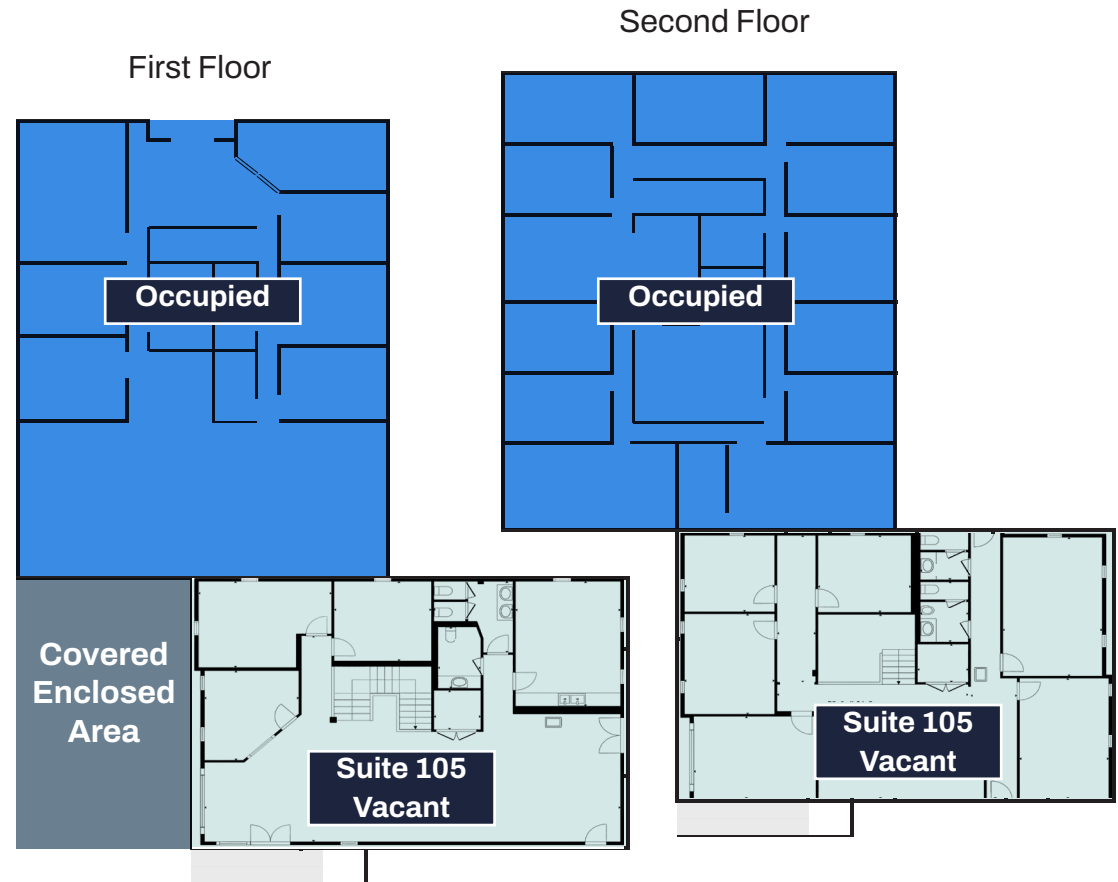 Second Floor
First Floor
Occupied
Occupied
Covered
Enclosed
Area
Suite 105
Vacant
Suite 105
Vacant